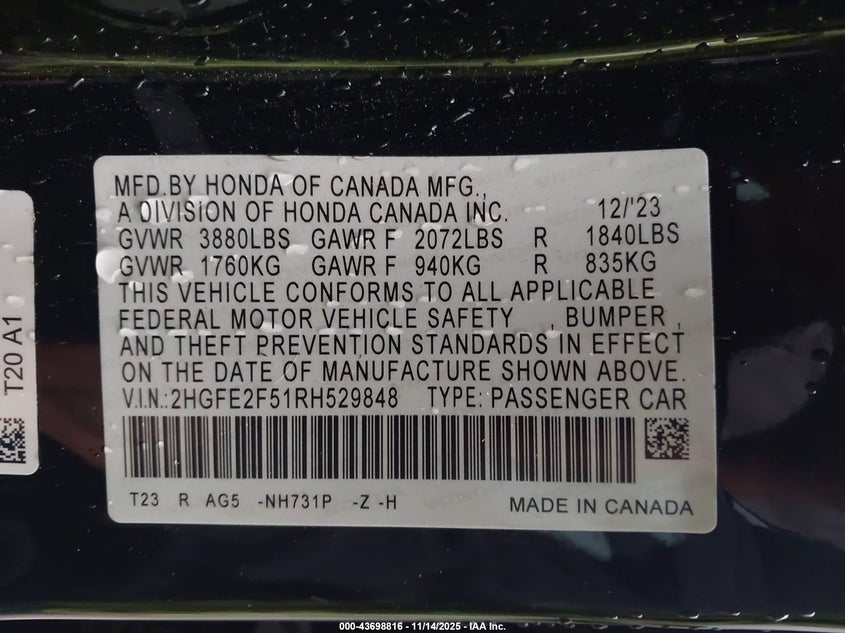 MFD.BY HONDA OF CANADA MFG.,
A DIVISION OF HONDA CANADA INC. 12/'23
GVWR 3880LBS GAWR F 2072LBS R 1840LBS
GVWR 1760KG GAWR F 940KG R 835KG
THIS VEHICLE CONFORMS TO ALL APPLICABLE
FEDERAL MOTOR VEHICLE SAFETY , BUMPER ,
AND THEFT PREVENTION STANDARDS IN EFFECT
ON THE DATE OF MANUFACTURE SHOWN ABOVE.
V.I.N.:2HGFE2F51RH529848 TYPE: PASSENGER CAR
T23 R AG5 -NH731P -Z -H MADE IN CANADA
T20 A1
000-43698816 - 11/14/2025 - IAA Inc.